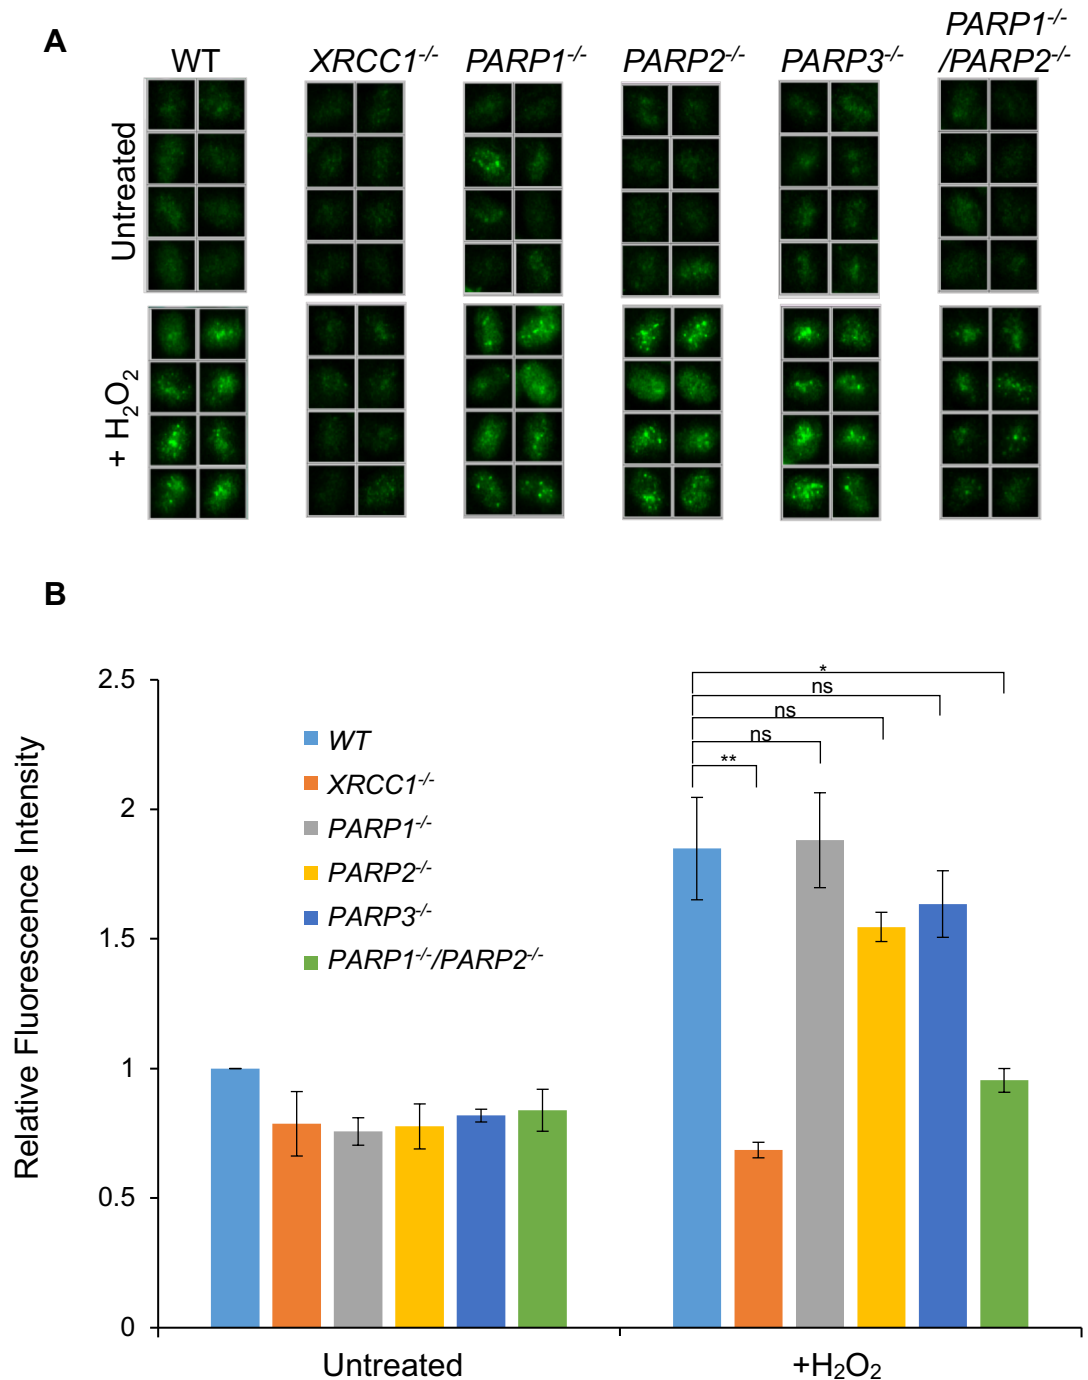 A
WT
XRCC1-/-
PARP1-/-
PARP2-/-
PARP3-/-
PARP1-/-
/PARP2-/-
Untreated
+ H2O2
B
Relative Fluorescence Intensity
2.5
2
1.5
1
0.5
0
WT
XRCC1-/-
PARP1-/-
PARP2-/-
PARP3-/-
PARP1-/-/PARP2-/-
*
ns
ns
ns
**
Untreated
+H2O2